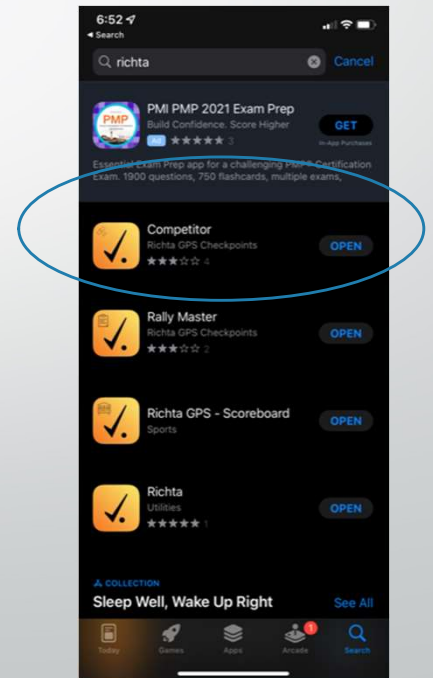 6:52
Search
richta
Cancel
PMP
PMI PMP 2021 Exam Prep
Build Confidence. Score Higher
Ad ★★★★★ 3
GET
In-App Purchases
Essential Exam Prep app for a challenging PMP® Certification
Exam. 1900 questions, 750 flashcards, multiple exams,
Competitor
Richta GPS Checkpoints
★★★☆☆ 4
OPEN
Rally Master
Richta GPS Checkpoints
★★★☆☆ 2
OPEN
Richta GPS - Scoreboard
Sports
OPEN
Richta
Utilities
★★★★★ 1
OPEN
COLLECTION
Sleep Well, Wake Up Right
See All
1
Today
Games
Apps
Arcade
Search